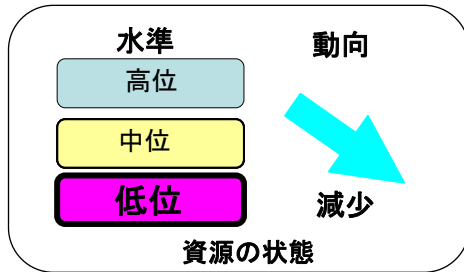 水準
動向
高位
中位
低位
減少
資源の状態